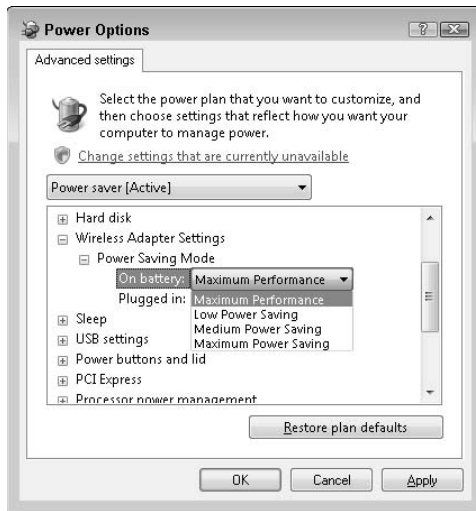 Power Options
Advanced settings
Select the power plan that you want to customize, and
then choose settings that reflect how you want your
computer to manage power.
Change settings that are currently unavailable
Power saver [Active]
Hard disk
Wireless Adapter Settings
Power Saving Mode
On battery: Maximum Performance
Plugged in: Maximum Performance
Low Power Saving
Medium Power Saving
Maximum Power Saving
Sleep
USB settings
Power buttons and lid
PCI Express
Processor power management
Restore plan defaults
OK Cancel Apply